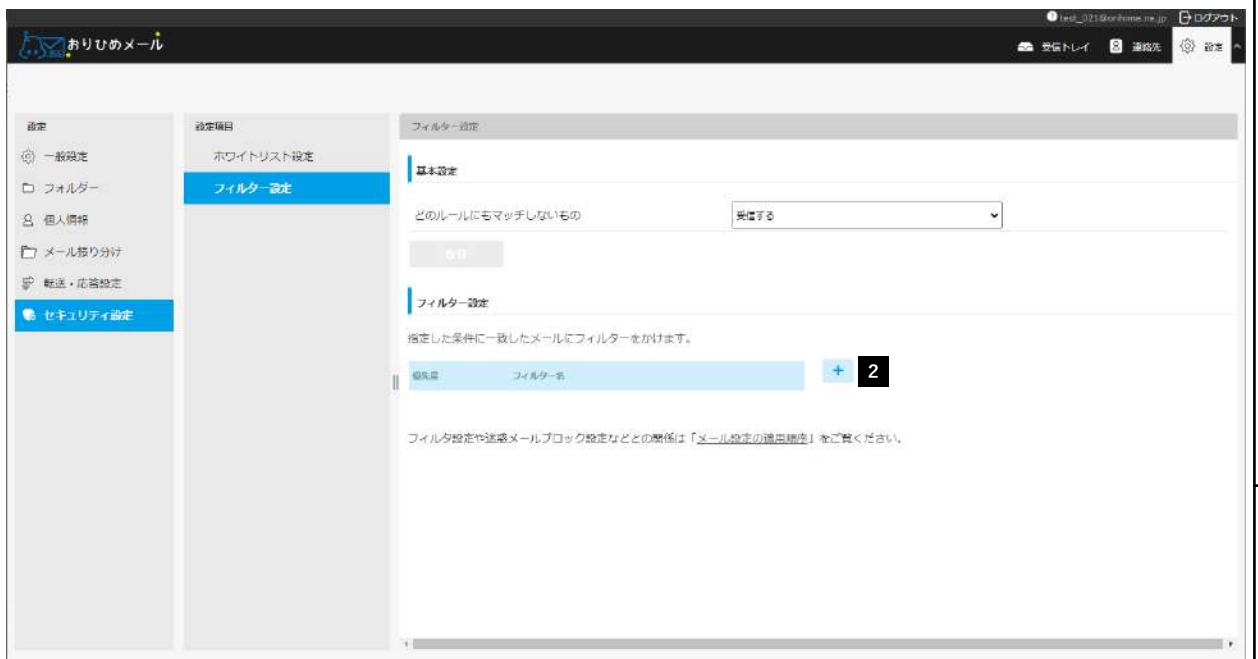 test_021@orihime.ne.jp ログアウト
おりひめメール
受信トレイ 連絡先 設定
設定
一般設定
フォルダー
個人情報
メール振り分け
転送・応答設定
セキュリティ設定
設定項目
ホワイトリスト設定
フィルター設定
フィルター設定
基本設定
どのルールにもマッチしないもの 受信する
フィルター設定
指定した条件に一致したメールにフィルターをかけます。
優先度 フィルター名 + 2
フィルタ設定や迷惑メールブロック設定などとの関係は「メール設定の適用順序」をご覧ください。